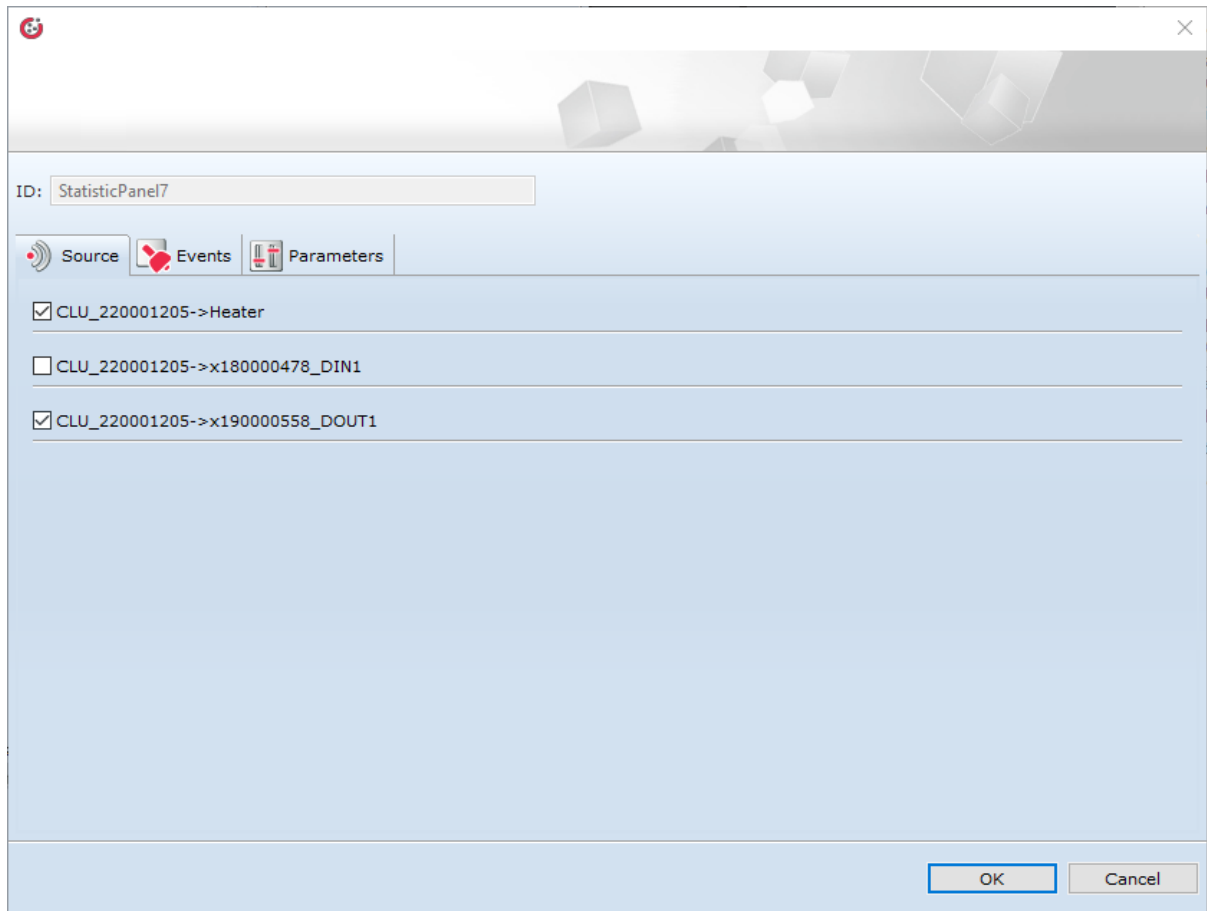 ID: StatisticPanel7
Source Events Parameters
CLU_220001205->Heater
CLU_220001205->x180000478_DIN1
CLU_220001205->x190000558_DOUT1
OK Cancel